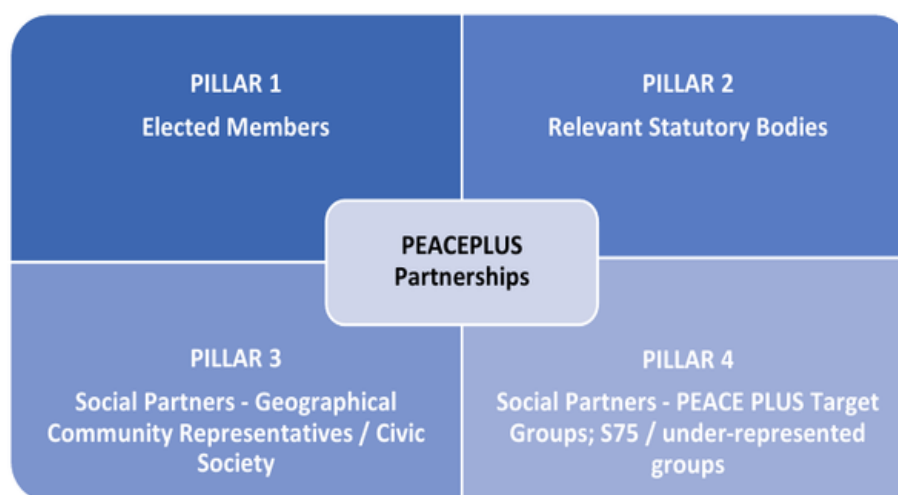 PILLAR 1
Elected Members
PILLAR 2
Relevant Statutory Bodies
PEACEPLUS
Partnerships
PILLAR 3
Social Partners - Geographical
Community Representatives / Civic
Society
PILLAR 4
Social Partners - PEACE PLUS Target
Groups; S75 / under-represented
groups